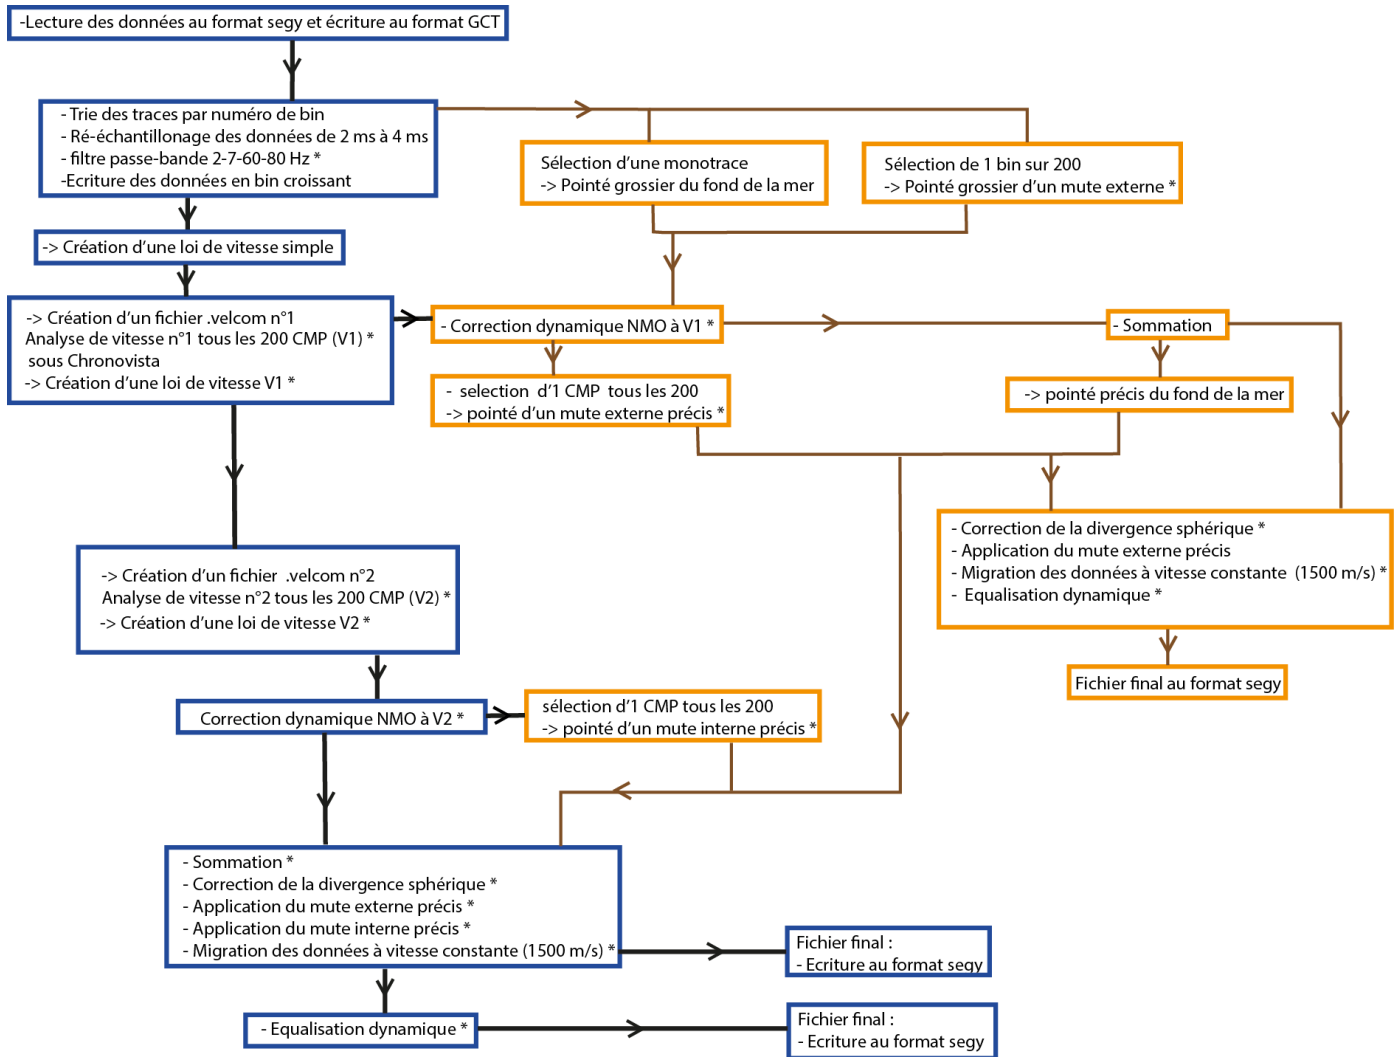 -Lecture des données au format segy et écriture au format GCT
- Trie des traces par numéro de bin
- Ré-échantillonage des données de 2 ms à 4 ms
- filtre passe-bande 2-7-60-80 Hz *
-Ecriture des données en bin croissant
Sélection d'une monotrace
-> Pointé grossier du fond de la mer
Sélection de 1 bin sur 200
-> Pointé grossier d'un mute externe *
-> Création d'une loi de vitesse simple
-> Création d'un fichier .velcom n°1
Analyse de vitesse n°1 tous les 200 CMP (V1) *
sous Chronovista
-> Création d'une loi de vitesse V1 *
- Correction dynamique NMO à V1 *
- Sommation
- selection d'1 CMP tous les 200
-> pointé d'un mute externe précis *
-> pointé précis du fond de la mer
- Correction de la divergence sphérique *
- Application du mute externe précis
- Migration des données à vitesse constante (1500 m/s) *
- Equalisation dynamique *
Fichier final au format segy
-> Création d'un fichier .velcom n°2
Analyse de vitesse n°2 tous les 200 CMP (V2) *
-> Création d'une loi de vitesse V2 *
Correction dynamique NMO à V2 *
sélection d'1 CMP tous les 200
-> pointé d'un mute interne précis *
- Sommation *
- Correction de la divergence sphérique *
- Application du mute externe précis *
- Application du mute interne précis *
- Migration des données à vitesse constante (1500 m/s) *
Fichier final :
- Ecriture au format segy
- Equalisation dynamique *
Fichier final :
- Ecriture au format segy